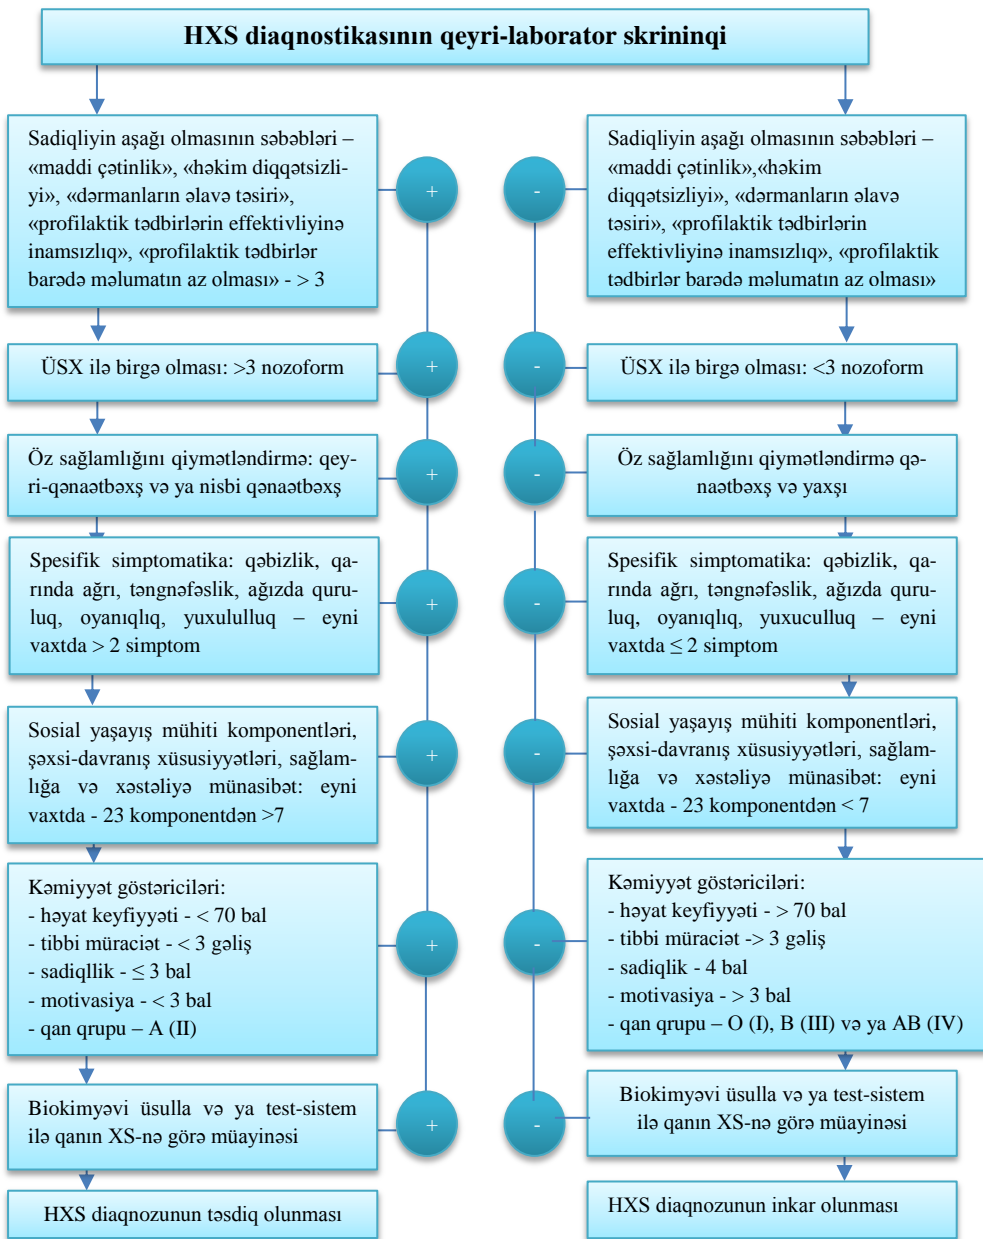 HXS diaqnostikasının qeyri-laborator skrininqi
Sadiqliyin aşağı olmasının səbəbləri –
«maddi çətinlik», «həkim diqqətsizli-
yi», «dərmanların əlavə təsiri»,
«profilaktik tədbirlərin effektivliyinə
inamsızlıq», «profilaktik tədbirlər
barədə məlumatın az olması» - > 3
+
ÜSX ilə birgə olması: >3 nozoform
+
Öz sağlamlığını qiymətləndirmə: qey-
ri-qənaətbəxş və ya nisbi qənaətbəxş
+
Spesifik simptomatika: qəbizlik, qa-
rında ağrı, təngnəfəslik, ağızda quru-
luq, oyanıqlıq, yuxululluq – eyni
vaxtda > 2 simptom
+
Sosial yaşayış mühiti komponentləri,
şəxsi-davranış xüsusiyyətləri, sağlam-
lığa və xəstəliyə münasibət: eyni
vaxtda - 23 komponentdən >7
+
Kəmiyyət göstəriciləri:
- həyat keyfiyyəti - < 70 bal
- tibbi müraciət - < 3 gəliş
- sadiqllik - ≤ 3 bal
- motivasiya - < 3 bal
- qan qrupu – A (II)
+
Biokimyəvi üsulla və ya test-sistem
ilə qanın XS-nə görə müayinəsi
+
HXS diaqnozunun təsdiq olunması
Sadiqliyin aşağı olmasının səbəbləri –
«maddi çətinlik»,«həkim
diqqətsizliyi», «dərmanların əlavə
təsiri», «profilaktik tədbirlərin
effektivliyinə inamsızlıq», «profilaktik
tədbirlər barədə məlumatın az olması»
-
ÜSX ilə birgə olması: <3 nozoform
-
Öz sağlamlığını qiymətləndirmə qə-
naətbəxş və yaxşı
-
Spesifik simptomatika: qəbizlik, qa-
rında ağrı, təngnəfəslik, ağızda quru-
luq, oyanıqlıq, yuxuculluq – eyni
vaxtda ≤ 2 simptom
-
Sosial yaşayış mühiti komponentləri,
şəxsi-davranış xüsusiyyətləri, sağlam-
lığa və xəstəliyə münasibət: eyni
vaxtda - 23 komponentdən < 7
-
Kəmiyyət göstəriciləri:
- həyat keyfiyyəti - > 70 bal
- tibbi müraciət -> 3 gəliş
- sadiqlik - 4 bal
- motivasiya - > 3 bal
- qan qrupu – O (I), B (III) və ya AB (IV)
-
Biokimyəvi üsulla və ya test-sistem
ilə qanın XS-nə görə müayinəsi
-
HXS diaqnozunun inkar olunması